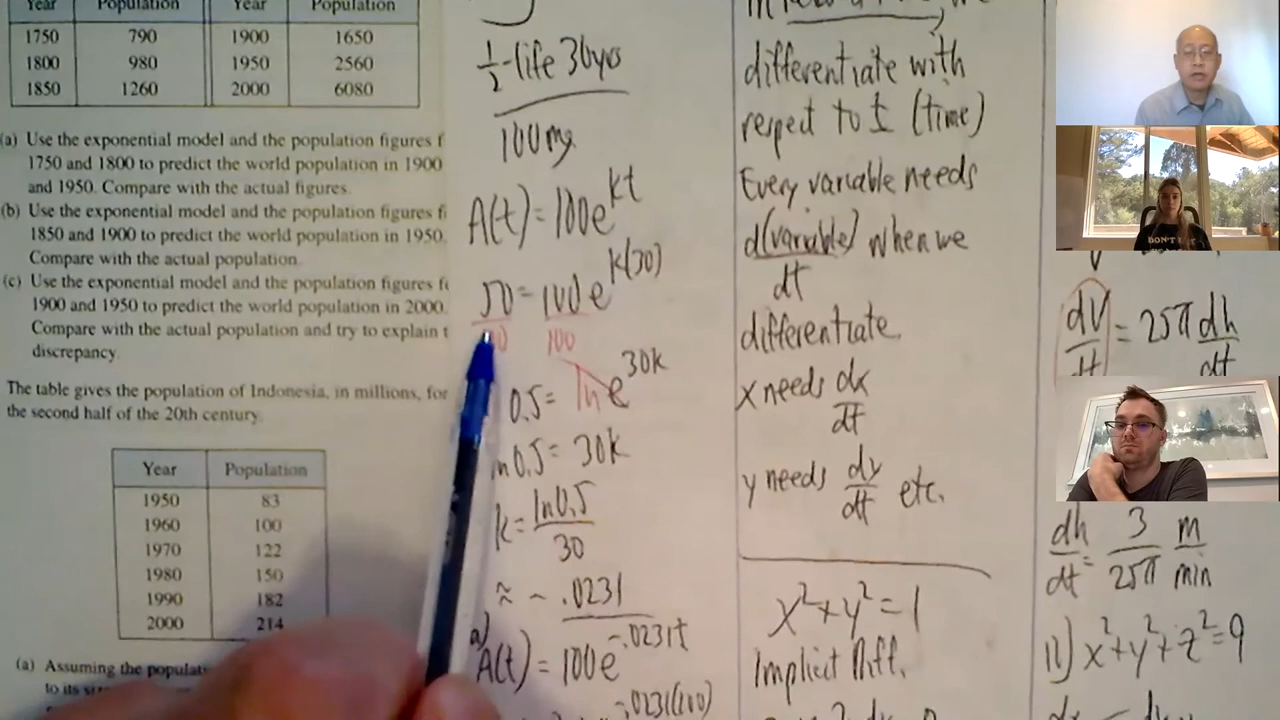 Year Population Year Population
1750 790 1900 1650
1800 980 1950 2560
1850 1260 2000 6080
(a) Use the exponential model and the population figures f
1750 and 1800 to predict the world population in 1900
and 1950. Compare with the actual figures.
(b) Use the exponential model and the population figures f
1850 and 1900 to predict the world population in 1950.
Compare with the actual population.
(c) Use the exponential model and the population figures f
1900 and 1950 to predict the world population in 2000.
Compare with the actual population and try to explain t
discrepancy.
The table gives the population of Indonesia, in millions, for
the second half of the 20th century.
Year Population
1950 83
1960 100
1970 122
1980 150
1990 182
2000 214
(a) Assuming the populat
to its
1/2-life 30yrs
100mg
A(t)=100e^kt
50=100e^k(30)
100
0.5=ln e^30k
n0.5=30k
k=ln0.5/30
≈ -.0231
a)
A(t)=100e^-.0231t
-.0231(100)
differentiate with
respect to t (time)
Every variable needs
d(variable)/dt when we
differentiate.
x needs dx/dt
y needs dy/dt etc.
x²+y²=1
Implicit Diff.
dV/dt=25π dh/dt
dh/dt=3/25π m/min
11) x²+y²+z²=9
DON'T